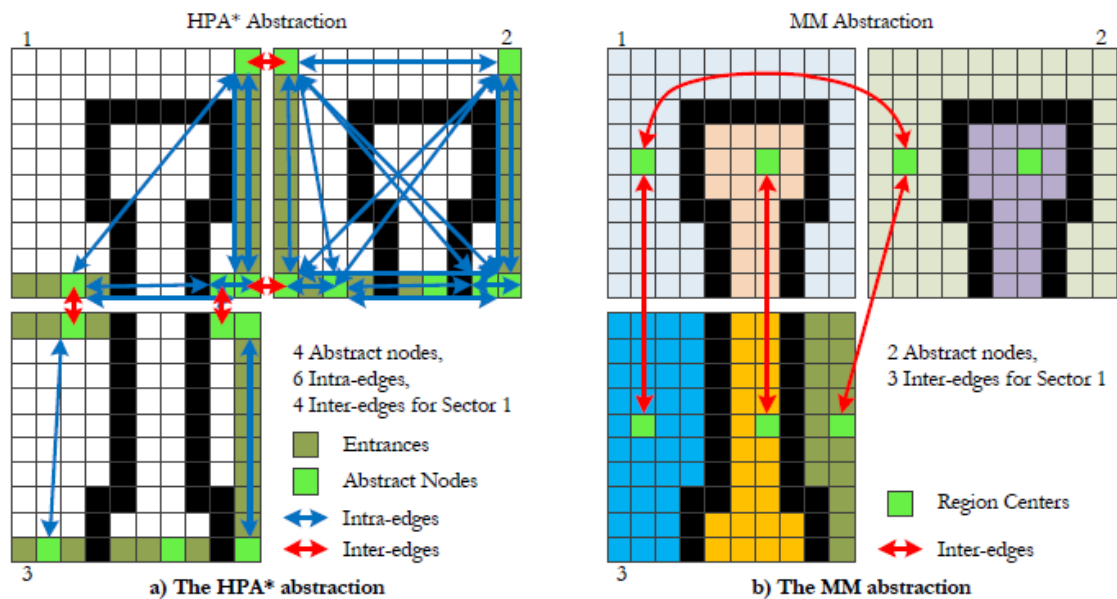 HPA* Abstraction
1
2
3
4 Abstract nodes,
6 Intra-edges,
4 Inter-edges for Sector 1
Entrances
Abstract Nodes
Intra-edges
Inter-edges
a) The HPA* abstraction
MM Abstraction
1
2
3
2 Abstract nodes,
3 Inter-edges for Sector 1
Region Centers
Inter-edges
b) The MM abstraction